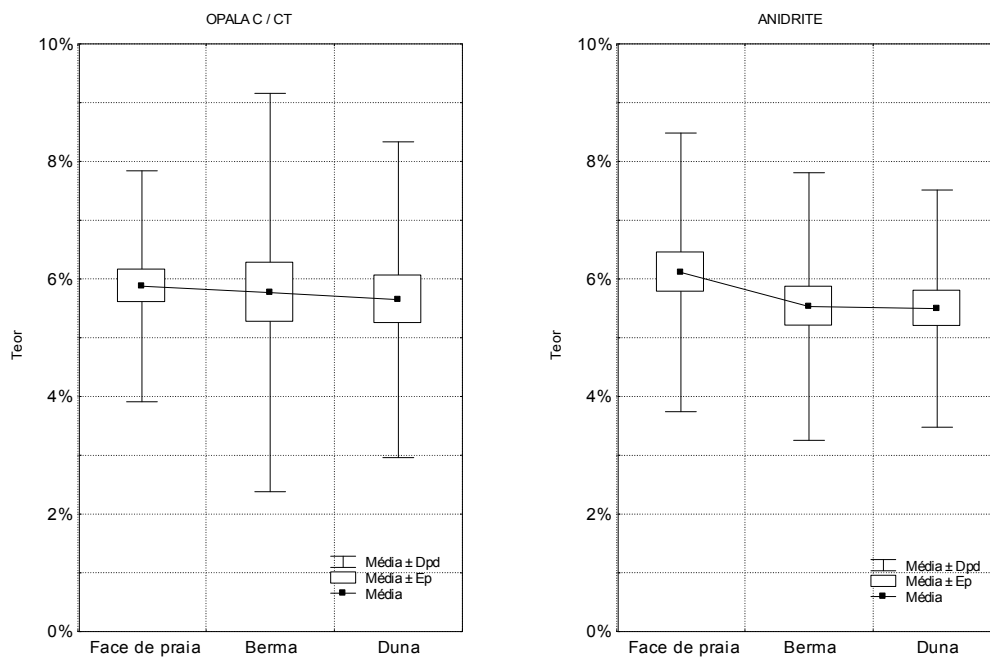 OPALA C / CT
10%
8%
6%
4%
2%
0%
Teor
Média ± Dpd
Média ± Ep
Média
Face de praia
Berma
Duna
ANIDRITE
10%
8%
6%
4%
2%
0%
Teor
Média ± Dpd
Média ± Ep
Média
Face de praia
Berma
Duna